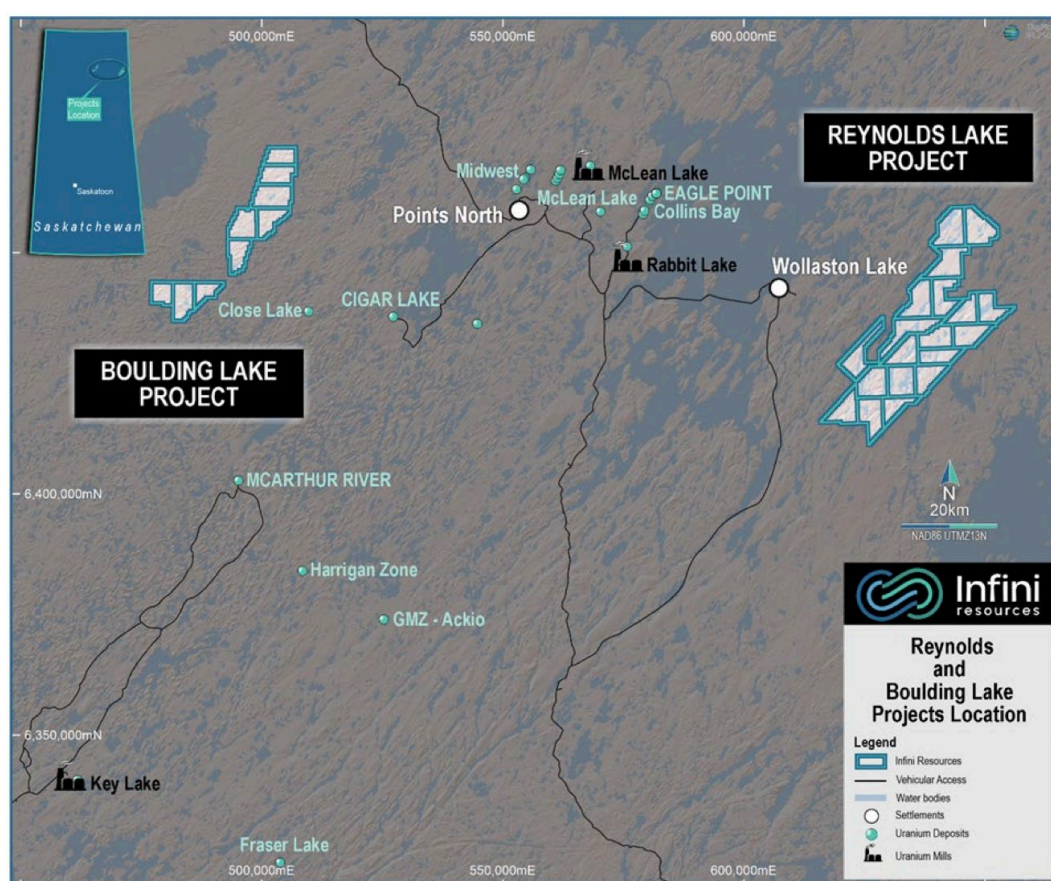 500,000mE
550,000mE
600,000mE
Projects
Location
Saskatoon
Saskatchewan
REYNOLDS LAKE
PROJECT
Midwest
McLean Lake
McLean Lake
EAGLE POINT
Collins Bay
Points North
Rabbit Lake
Wollaston Lake
Close Lake
CIGAR LAKE
BOULDING LAKE
PROJECT
MCARTHUR RIVER
6,400,000mN
N
20km
NAD86 UTMZ13N
Harrigan Zone
GMZ - Ackio
Infini
resources
Reynolds
and
Boulding Lake
Projects Location
Legend
Infini Resources
Vehicular Access
Water bodies
Settlements
Uranium Deposits
Uranium Mills
6,350,000mN
Key Lake
Fraser Lake
500,000mE
550,000mE
600,000mE